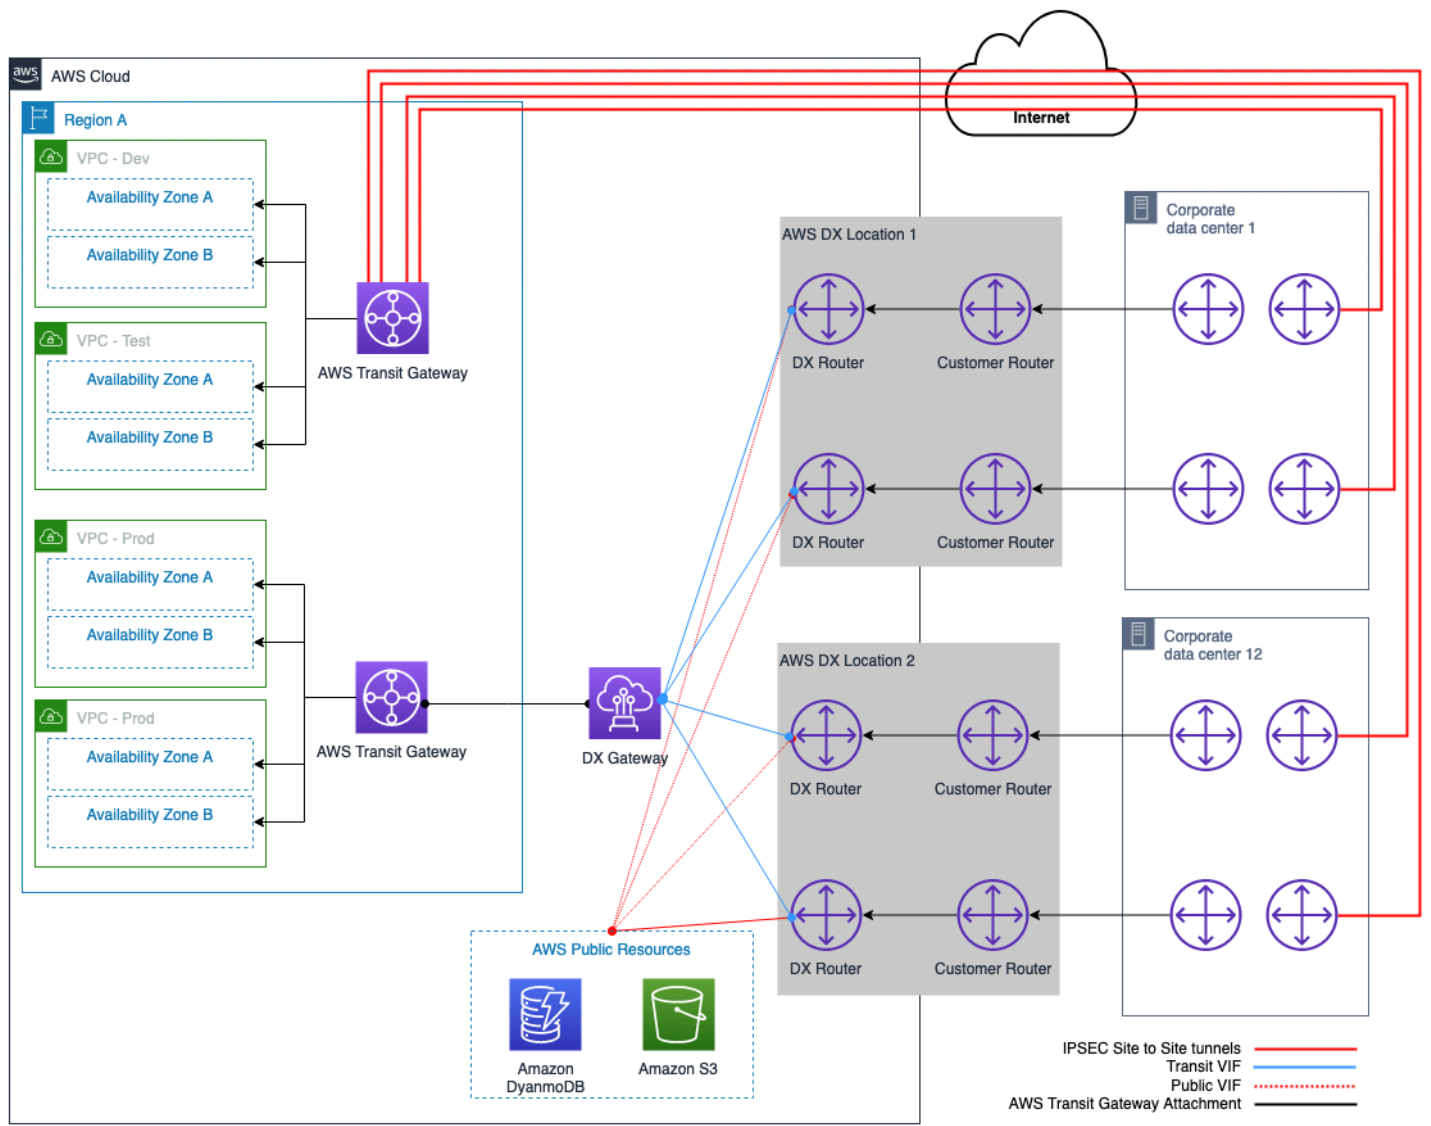 aws
AWS Cloud
Internet
Region A
VPC - Dev
Availability Zone A
Availability Zone B
AWS Transit Gateway
VPC - Test
Availability Zone A
Availability Zone B
VPC - Prod
Availability Zone A
Availability Zone B
AWS Transit Gateway
VPC - Prod
Availability Zone A
Availability Zone B
DX Gateway
AWS DX Location 1
DX Router
Customer Router
DX Router
Customer Router
Corporate
data center 1
AWS DX Location 2
DX Router
Customer Router
DX Router
Customer Router
Corporate
data center 12
AWS Public Resources
Amazon
DyanmoDB
Amazon S3
IPSEC Site to Site tunnels
Transit VIF
Public VIF
AWS Transit Gateway Attachment